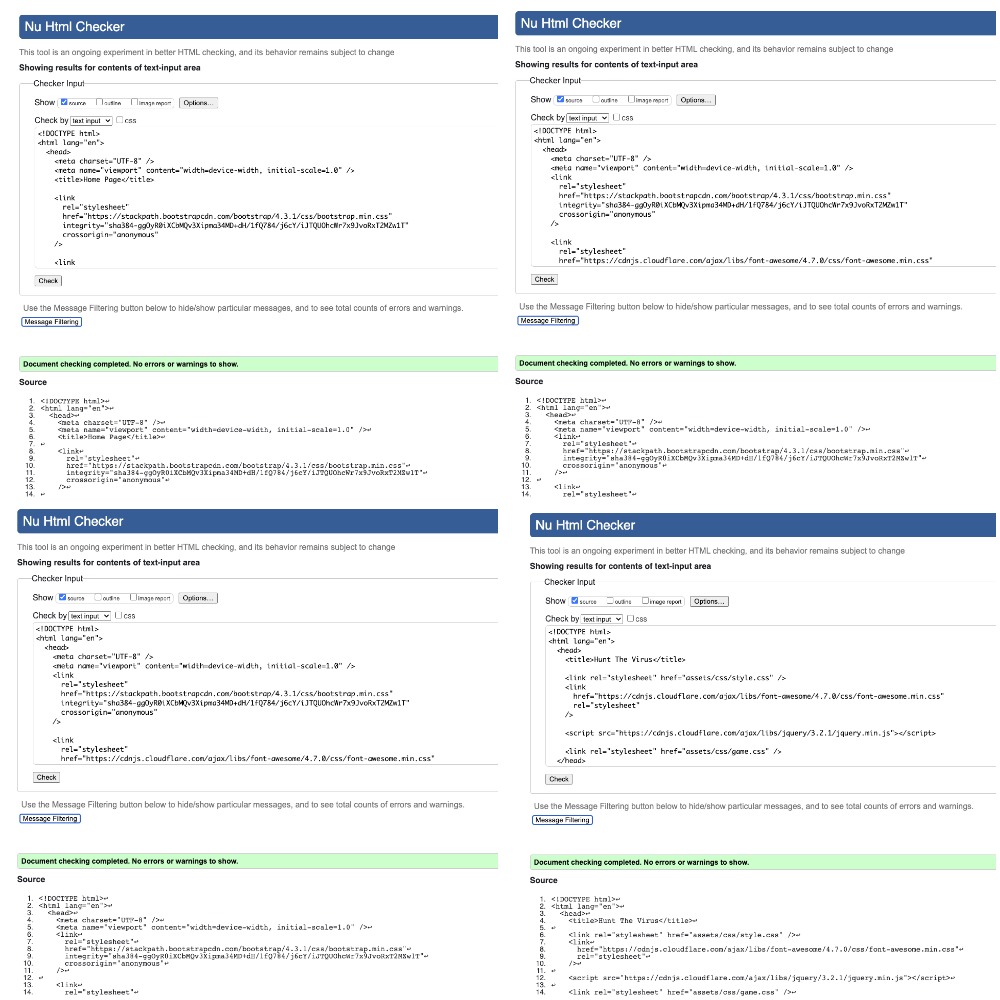 Nu Html Checker
This tool is an ongoing experiment in better HTML checking, and its behavior remains subject to change
Showing results for contents of text-input area
Checker Input
Show source outline image report Options...
Check by text input css
<!DOCTYPE html>
<html lang="en">
<head>
<meta charset="UTF-8" />
<meta name="viewport" content="width=device-width, initial-scale=1.0" />
<title>Home Page</title>
<link
rel="stylesheet"
href="https://stackpath.bootstrapcdn.com/bootstrap/4.3.1/css/bootstrap.min.css"
integrity="sha384-ggOyR0iXCbMQv3Xipma34MD+dH/1fQ784/j6cY/iJTQUOhcWr7x9JvoRxT2MZw1T"
crossorigin="anonymous"
/>
<link
Check
Use the Message Filtering button below to hide/show particular messages, and to see total counts of errors and warnings.
Message Filtering
Document checking completed. No errors or warnings to show.
Source
1. <!DOCTYPE html>↩
2. <html lang="en">↩
3. <head>↩
4. <meta charset="UTF-8" />↩
5. <meta name="viewport" content="width=device-width, initial-scale=1.0" />↩
6. <title>Home Page</title>↩
7. ↩
8. <link↩
9. rel="stylesheet"↩
10. href="https://stackpath.bootstrapcdn.com/bootstrap/4.3.1/css/bootstrap.min.css"↩
11. integrity="sha384-ggOyR0iXCbMQv3Xipma34MD+dH/1fQ784/j6cY/iJTQUOhcWr7x9JvoRxT2MZw1T"↩
12. crossorigin="anonymous"↩
13. />↩
14. ↩
Nu Html Checker
This tool is an ongoing experiment in better HTML checking, and its behavior remains subject to change
Showing results for contents of text-input area
Checker Input
Show source outline image report Options...
Check by text input css
<!DOCTYPE html>
<html lang="en">
<head>
<meta charset="UTF-8" />
<meta name="viewport" content="width=device-width, initial-scale=1.0" />
<link
rel="stylesheet"
href="https://stackpath.bootstrapcdn.com/bootstrap/4.3.1/css/bootstrap.min.css"
integrity="sha384-ggOyR0iXCbMQv3Xipma34MD+dH/1fQ784/j6cY/iJTQUOhcWr7x9JvoRxT2MZw1T"
crossorigin="anonymous"
/>
<link
rel="stylesheet"
href="https://cdnjs.cloudflare.com/ajax/libs/font-awesome/4.7.0/css/font-awesome.min.css"
Check
Use the Message Filtering button below to hide/show particular messages, and to see total counts of errors and warnings.
Message Filtering
Document checking completed. No errors or warnings to show.
Source
1. <!DOCTYPE html>↩
2. <html lang="en">↩
3. <head>↩
4. <meta charset="UTF-8" />↩
5. <meta name="viewport" content="width=device-width, initial-scale=1.0" />↩
6. <link↩
7. rel="stylesheet"↩
8. href="https://stackpath.bootstrapcdn.com/bootstrap/4.3.1/css/bootstrap.min.css"↩
9. integrity="sha384-ggOyR0iXCbMQv3Xipma34MD+dH/1fQ784/j6cY/iJTQUOhcWr7x9JvoRxT2MZw1T"↩
10. crossorigin="anonymous"↩
11. />↩
12. ↩
13. <link↩
14. rel="stylesheet"↩
Nu Html Checker
This tool is an ongoing experiment in better HTML checking, and its behavior remains subject to change
Showing results for contents of text-input area
Checker Input
Show source outline image report Options...
Check by text input css
<!DOCTYPE html>
<html lang="en">
<head>
<meta charset="UTF-8" />
<meta name="viewport" content="width=device-width, initial-scale=1.0" />
<link
rel="stylesheet"
href="https://stackpath.bootstrapcdn.com/bootstrap/4.3.1/css/bootstrap.min.css"
integrity="sha384-ggOyR0iXCbMQv3Xipma34MD+dH/1fQ784/j6cY/iJTQUOhcWr7x9JvoRxT2MZw1T"
crossorigin="anonymous"
/>
<link
rel="stylesheet"
href="https://cdnjs.cloudflare.com/ajax/libs/font-awesome/4.7.0/css/font-awesome.min.css"
Check
Use the Message Filtering button below to hide/show particular messages, and to see total counts of errors and warnings.
Message Filtering
Document checking completed. No errors or warnings to show.
Source
1. <!DOCTYPE html>↩
2. <html lang="en">↩
3. <head>↩
4. <meta charset="UTF-8" />↩
5. <meta name="viewport" content="width=device-width, initial-scale=1.0" />↩
6. <link↩
7. rel="stylesheet"↩
8. href="https://stackpath.bootstrapcdn.com/bootstrap/4.3.1/css/bootstrap.min.css"↩
9. integrity="sha384-ggOyR0iXCbMQv3Xipma34MD+dH/1fQ784/j6cY/iJTQUOhcWr7x9JvoRxT2MZw1T"↩
10. crossorigin="anonymous"↩
11. />↩
12. ↩
13. <link↩
14. rel="stylesheet"↩
Nu Html Checker
This tool is an ongoing experiment in better HTML checking, and its behavior remains subject to change
Showing results for contents of text-input area
Checker Input
Show source outline image report Options...
Check by text input css
<!DOCTYPE html>
<html lang="en">
<head>
<title>Hunt The Virus</title>
<link rel="stylesheet" href="assets/css/style.css" />
<link
href="https://cdnjs.cloudflare.com/ajax/libs/font-awesome/4.7.0/css/font-awesome.min.css"
rel="stylesheet"
/>
<script src="https://cdnjs.cloudflare.com/ajax/libs/jquery/3.2.1/jquery.min.js"></script>
<link rel="stylesheet" href="assets/css/game.css" />
</head>
Check
Use the Message Filtering button below to hide/show particular messages, and to see total counts of errors and warnings.
Message Filtering
Document checking completed. No errors or warnings to show.
Source
1. <!DOCTYPE html>↩
2. <html lang="en">↩
3. <head>↩
4. <title>Hunt The Virus</title>↩
5. ↩
6. <link rel="stylesheet" href="assets/css/style.css" />↩
7. <link↩
8. href="https://cdnjs.cloudflare.com/ajax/libs/font-awesome/4.7.0/css/font-awesome.min.css"↩
9. rel="stylesheet"↩
10. />↩
11. ↩
12. <script src="https://cdnjs.cloudflare.com/ajax/libs/jquery/3.2.1/jquery.min.js"></script>↩
13. ↩
14. <link rel="stylesheet" href="assets/css/game.css" />↩